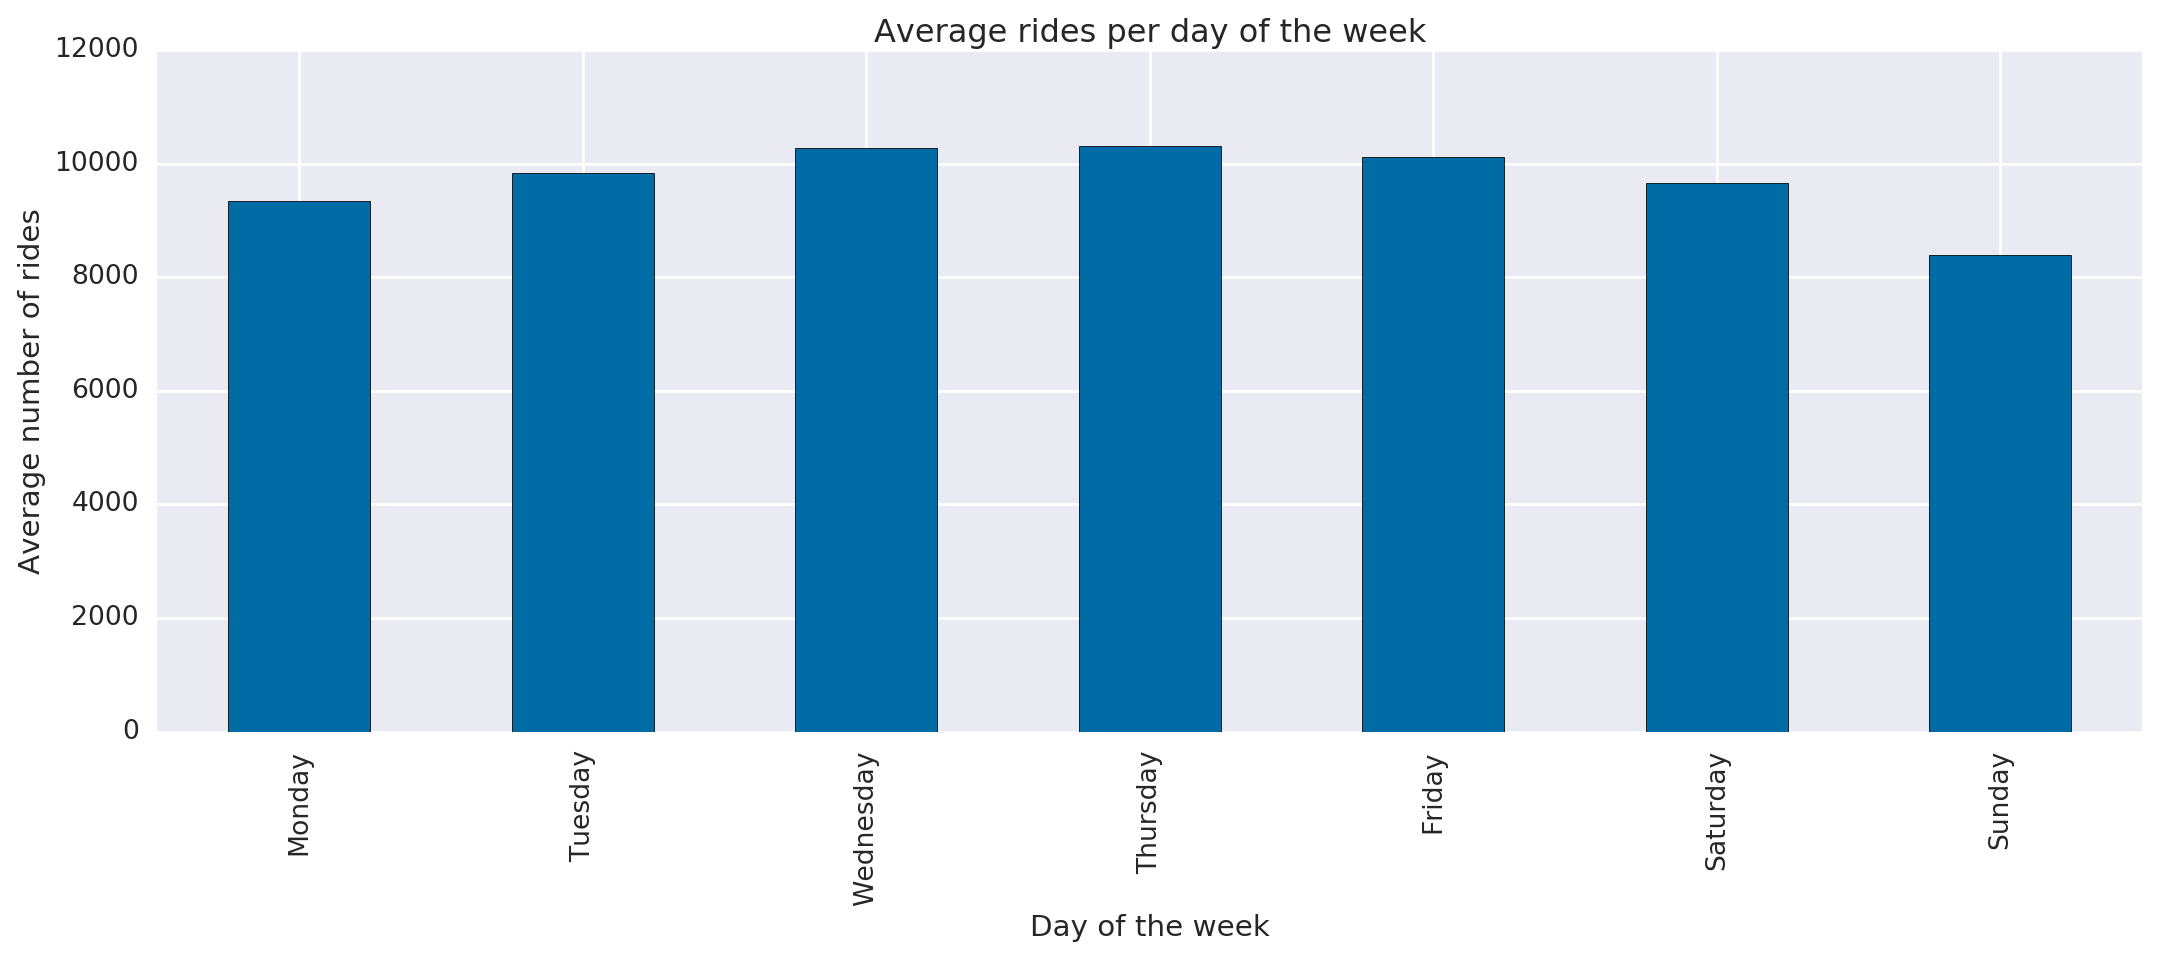 Average rides per day of the week
12000
10000
8000
6000
4000
2000
0
Average number of rides
Monday
Tuesday
Wednesday
Thursday
Friday
Saturday
Sunday
Day of the week